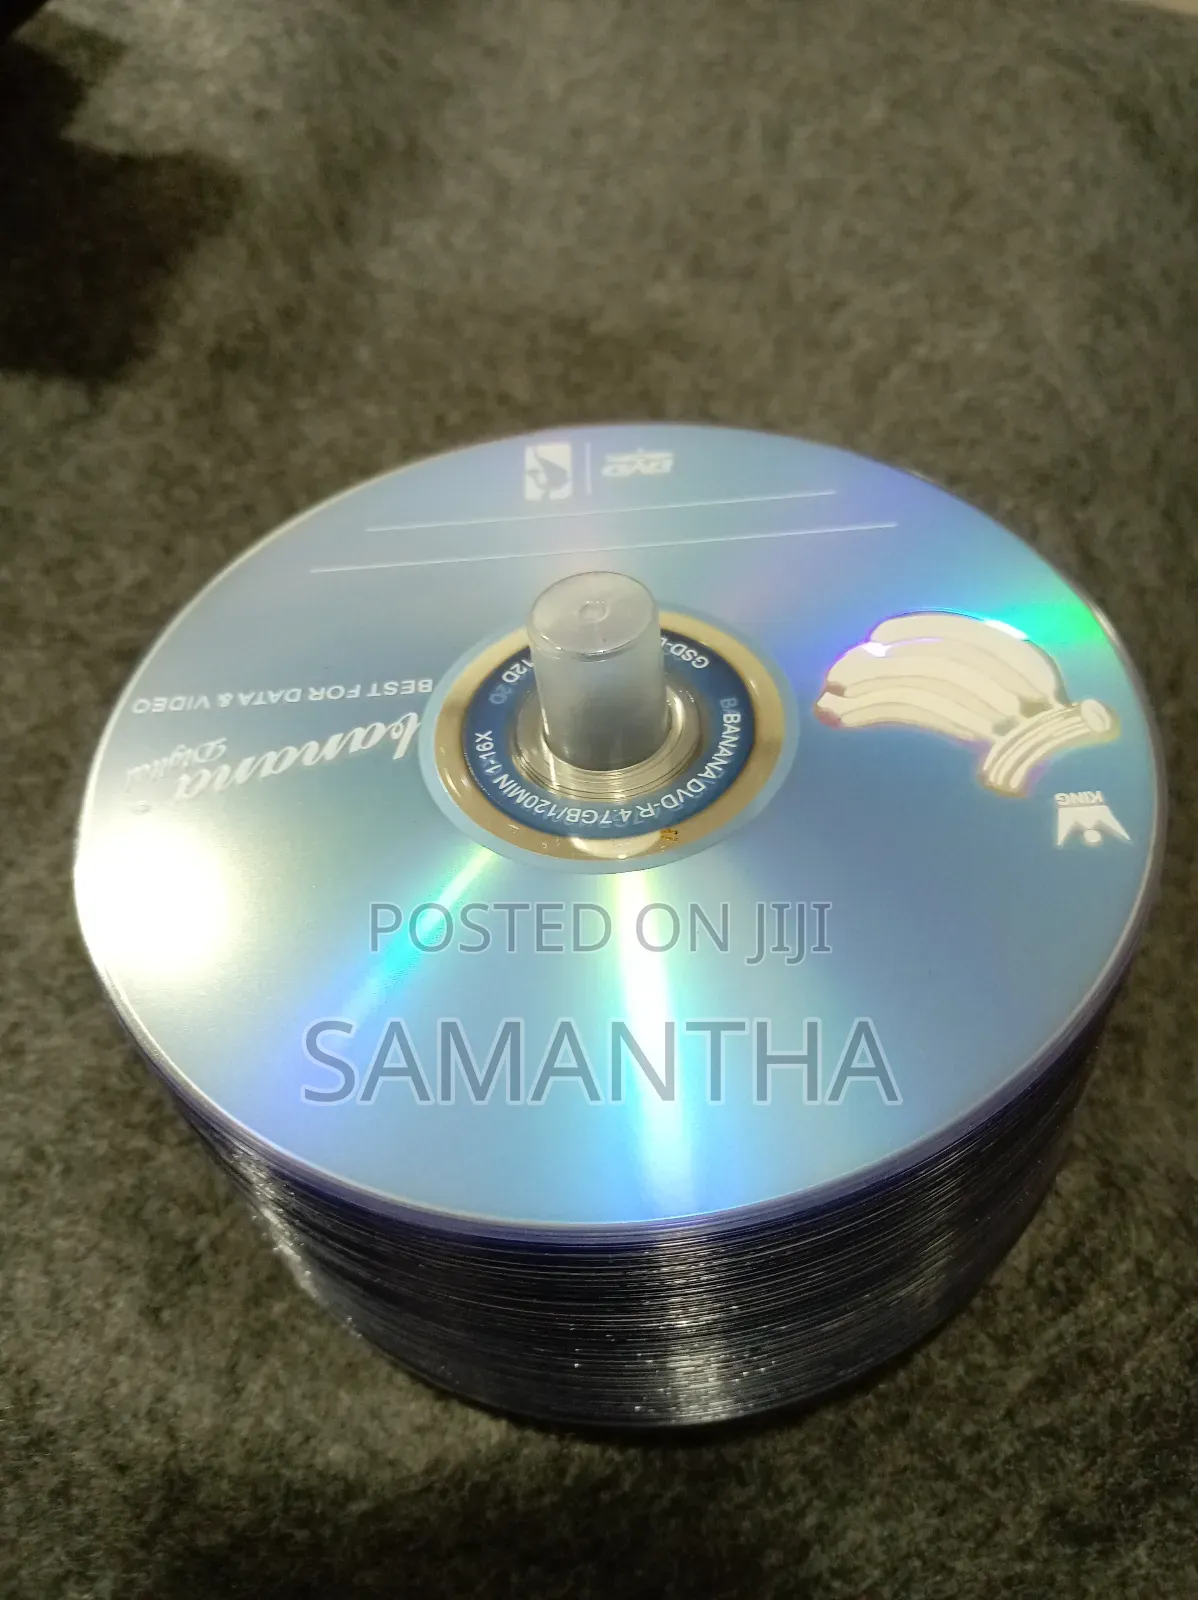 DVD
BEST FOR DATA & VIDEO
banana
Digital
BANANA DVD-R 4.7GB/120MIN 1-16X
KING
POSTED ON JIJI
SAMANTHA